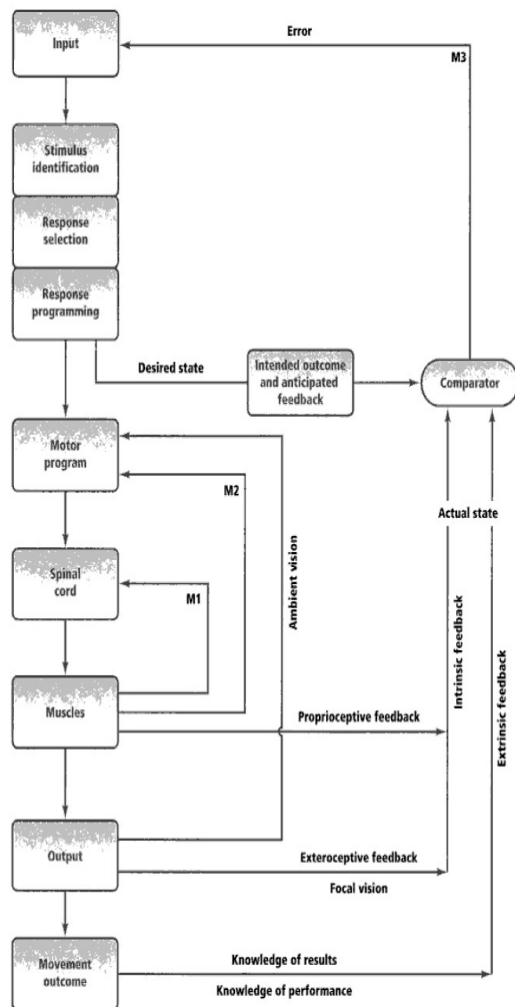 Error
Input
M3
Stimulus
identification
Response
selection
Response
programming
Desired state
Intended outcome
and anticipated
feedback
Comparator
Motor
program
M2
Actual state
Spinal
cord
M1
Ambient vision
Intrinsic feedback
Extrinsic feedback
Muscles
Proprioceptive feedback
Output
Exteroceptive feedback
Focal vision
Movement
outcome
Knowledge of results
Knowledge of performance